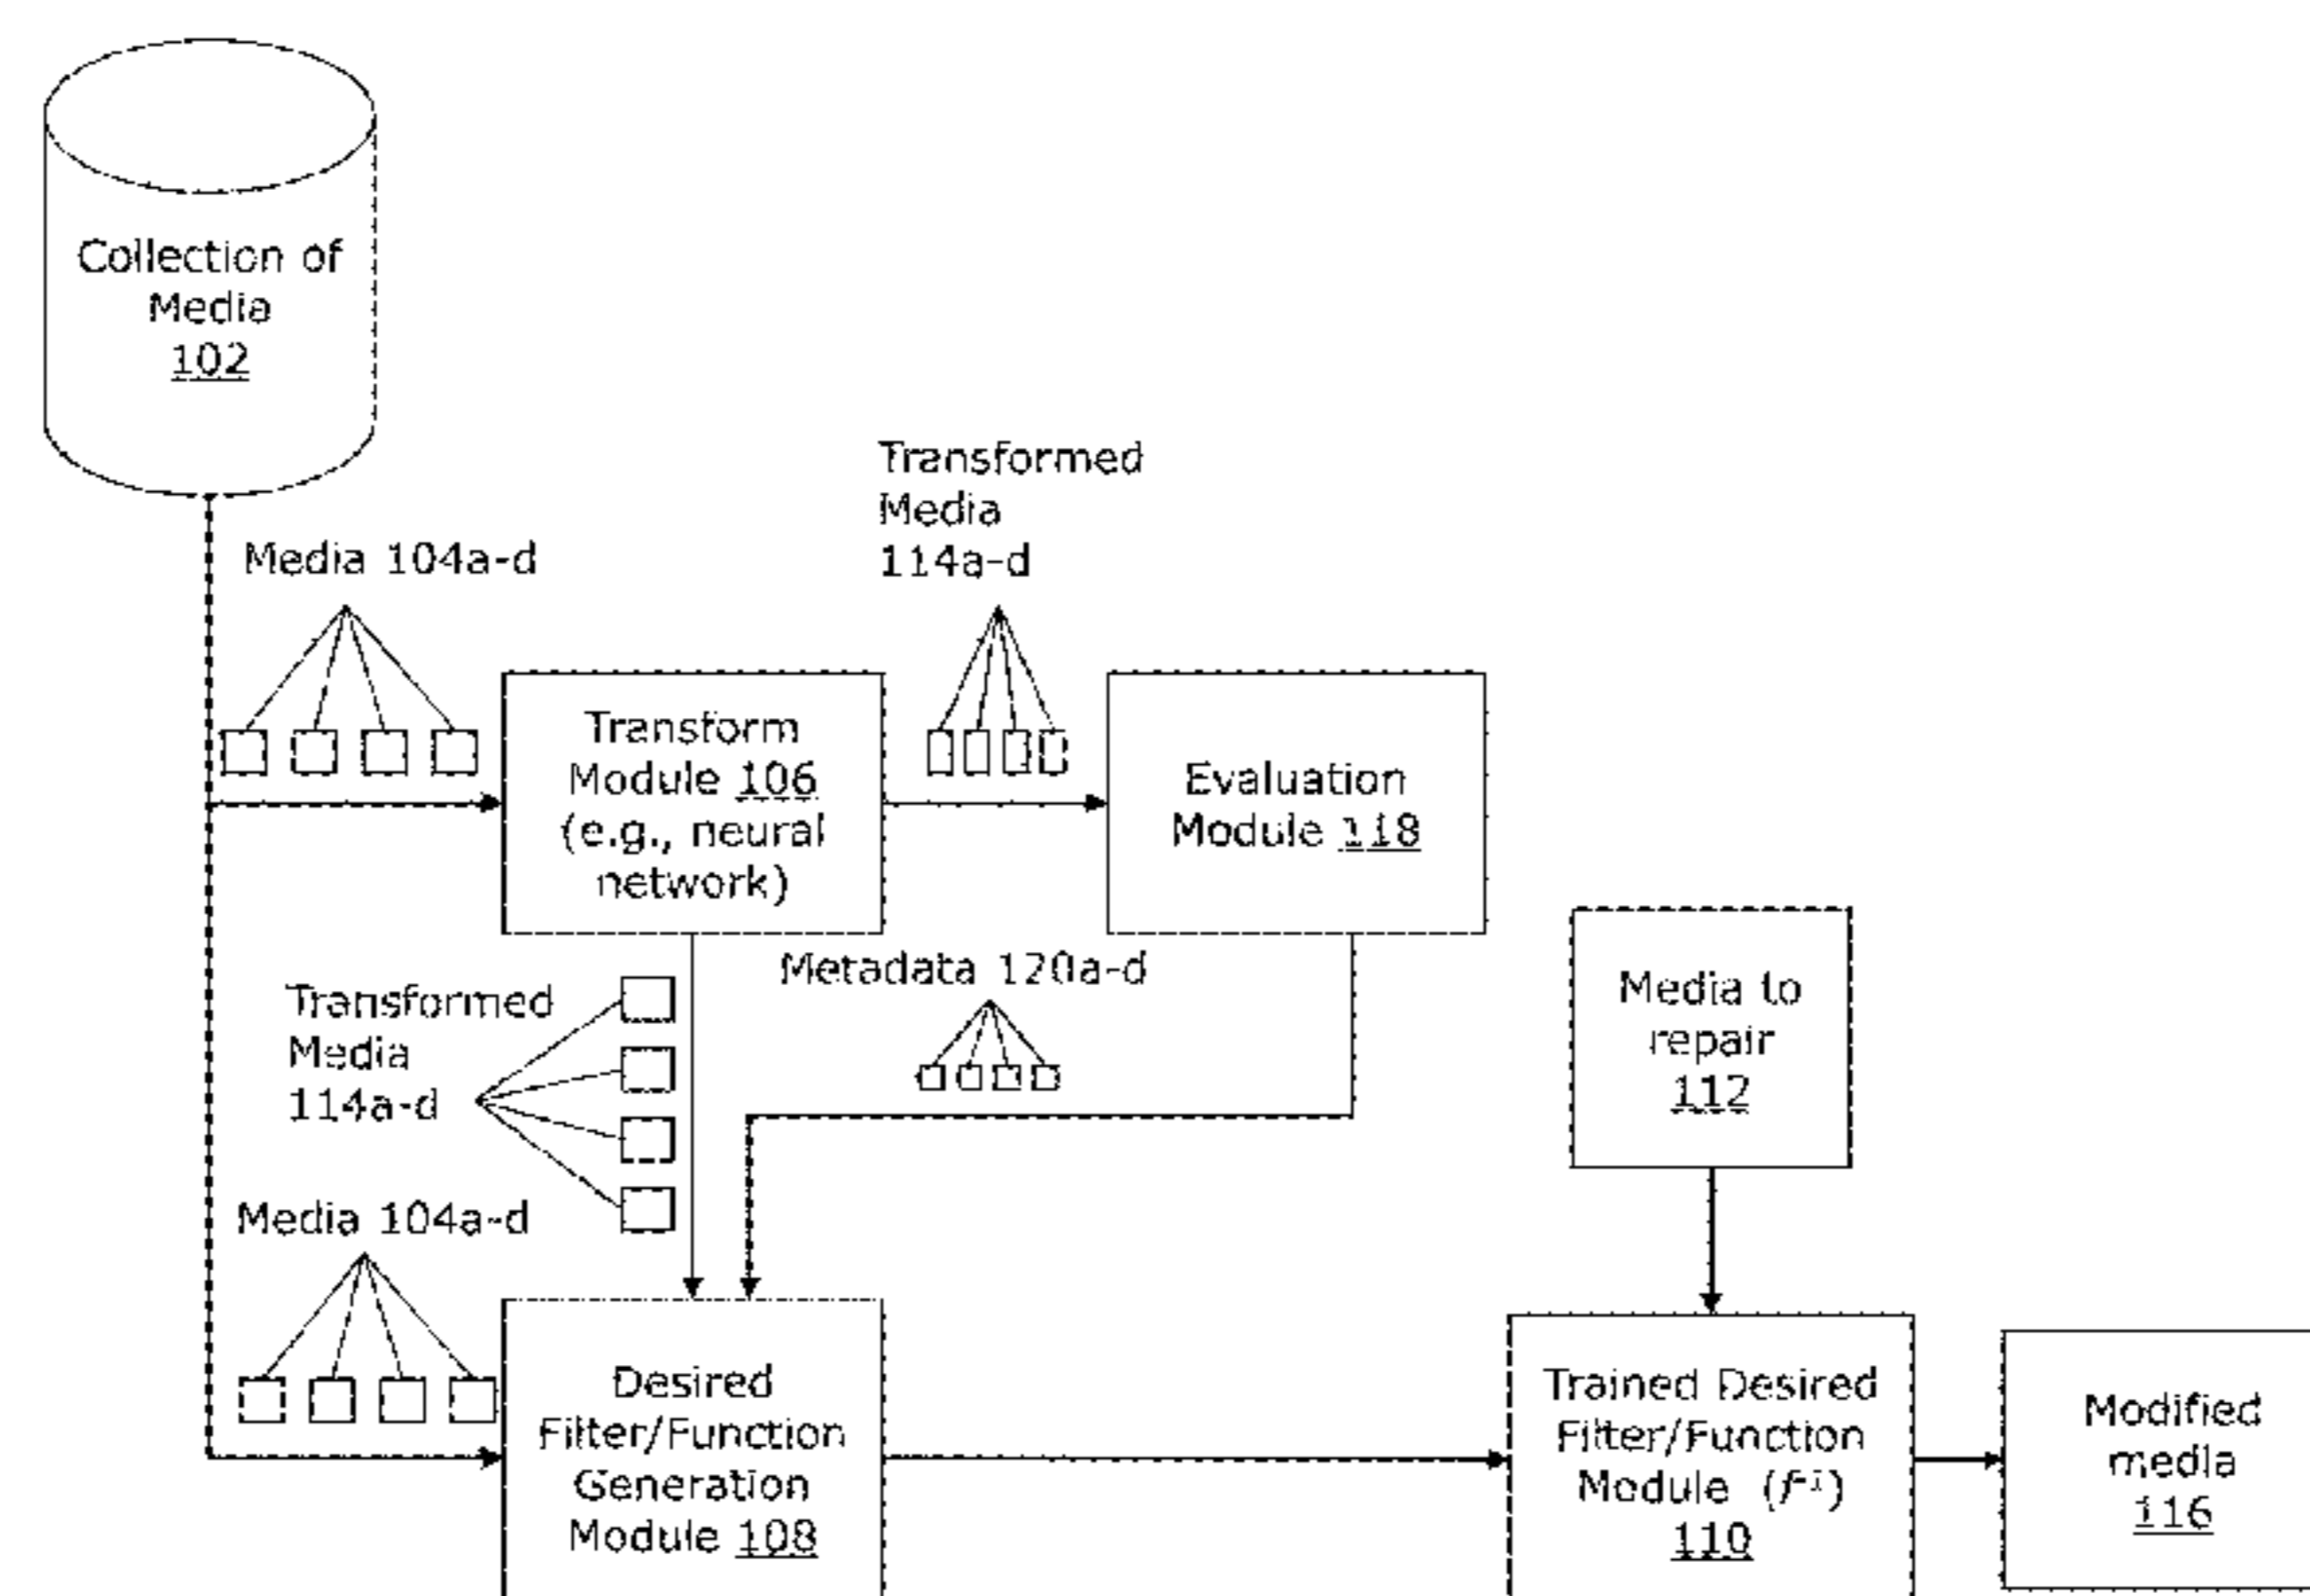 Collection of
Media
102
Media 104a-d
Transformed
Media
114a-d
Transform
Module 106
(e.g., neural
network)
Evaluation
Module 118
Transformed
Media
114a-d
Metadata 120a-d
Media to
repair
112
Media 104a-d
Desired
Filter/Function
Generation
Module 108
Trained Desired
Filter/Function
Module (f⁻¹)
110
Modified
media
116